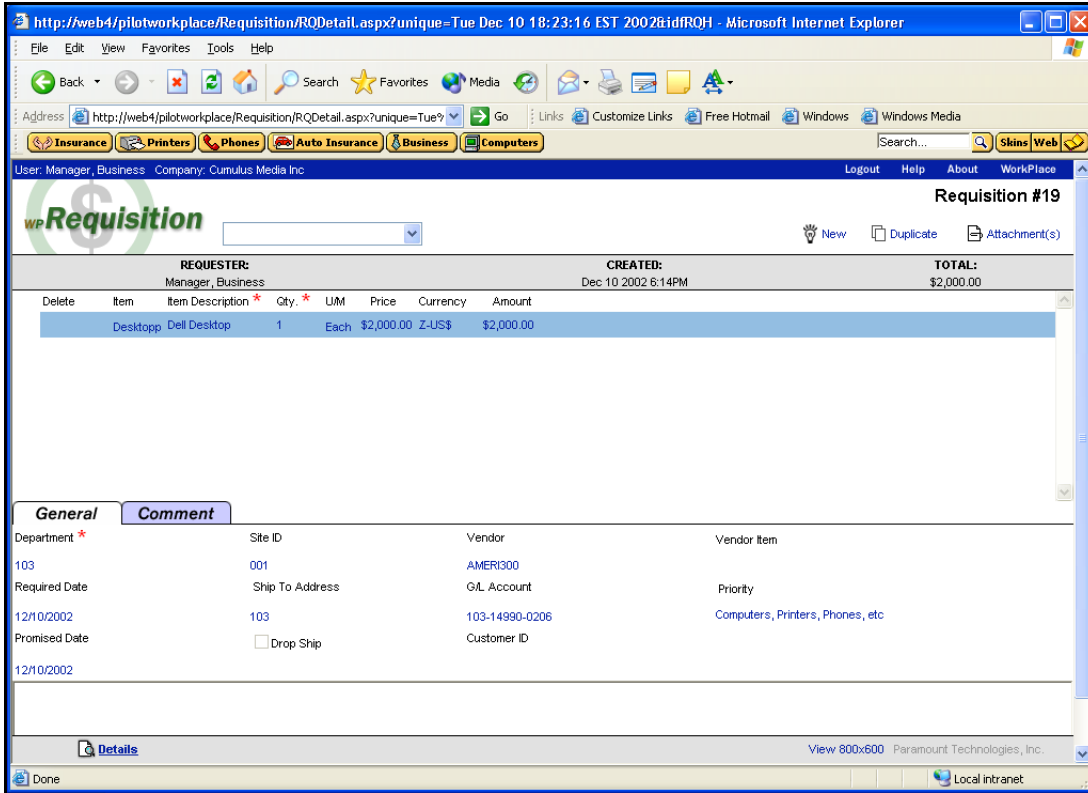 http://web4/pilotworkplace/Requisition/RQDetail.aspx?unique=Tue Dec 10 18:23:16 EST 2002&idfRQH - Microsoft Internet Explorer
File Edit View Favorites Tools Help
Back Search Favorites Media
Address http://web4/pilotworkplace/Requisition/RQDetail.aspx?unique=Tue% Go Links Customize Links Free Hotmail Windows Windows Media
Insurance Printers Phones Auto Insurance Business Computers Search... Skins Web
User: Manager, Business Company: Cumulus Media Inc Logout Help About WorkPlace
Requisition #19
WP Requisition
New Duplicate Attachment(s)
REQUESTER: CREATED: TOTAL:
Manager, Business Dec 10 2002 6:14PM $2,000.00
Delete Item Item Description * Qty. * U/M Price Currency Amount
Desktopp Dell Desktop 1 Each $2,000.00 Z-US$ $2,000.00
General Comment
Department * Site ID Vendor Vendor Item
103 001 AMERI300
Required Date Ship To Address G/L Account Priority
12/10/2002 103 103-14990-0206 Computers, Printers, Phones, etc
Promised Date Drop Ship Customer ID
12/10/2002
Details View 800x600 Paramount Technologies, Inc.
Done Local intranet